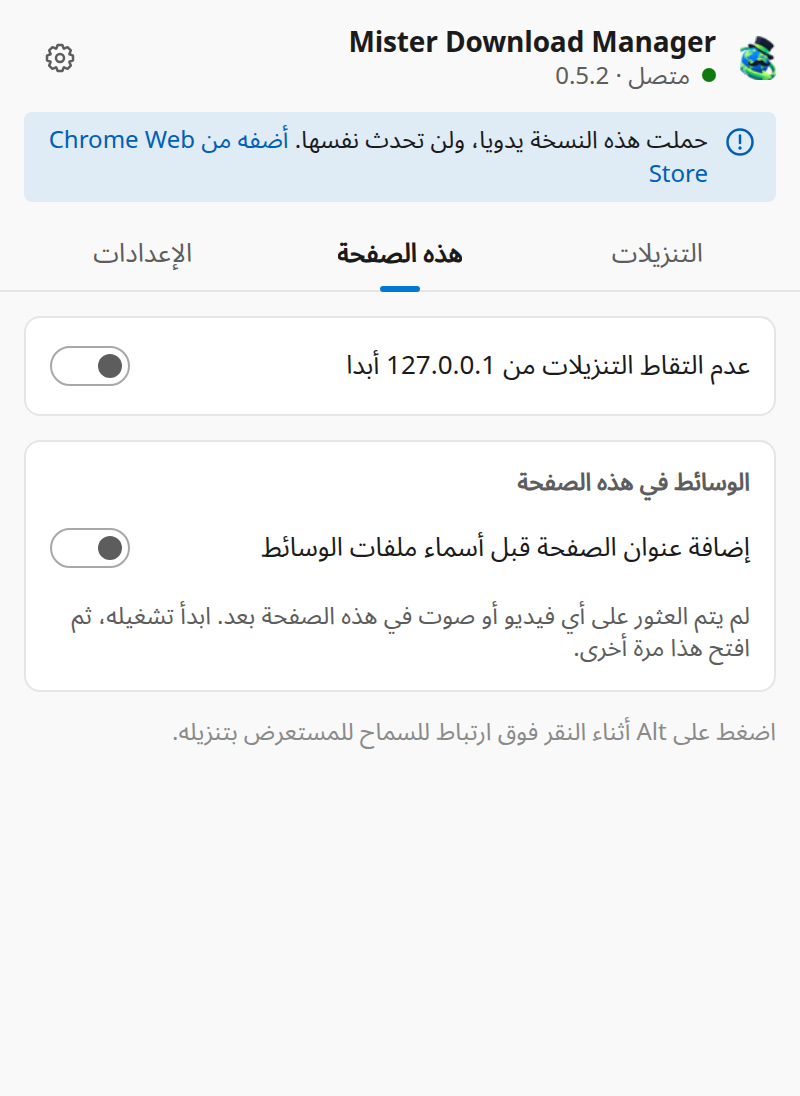 Mister Download Manager
متصل · 0.5.2
حملت هذه النسخة يدويا، ولن تحدث نفسها. أضفه من Chrome Web
Store
التنزيلات
هذه الصفحة
الإعدادات
عدم التقاط التنزيلات من 127.0.0.1 أبدا
الوسائط في هذه الصفحة
إضافة عنوان الصفحة قبل أسماء ملفات الوسائط
لم يتم العثور على أي فيديو أو صوت في هذه الصفحة بعد. ابدأ تشغيله، ثم
افتح هذا مرة أخرى.
اضغط على Alt أثناء النقر فوق ارتباط للسماح للمستعرض بتنزيله.